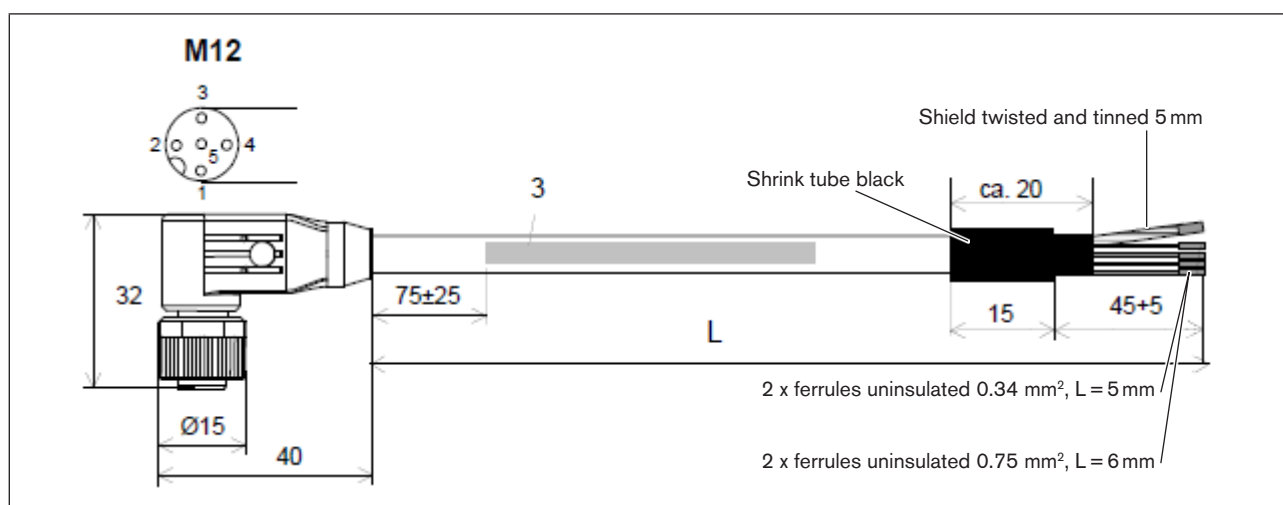 M12
3
2
5
4
1
Shield twisted and tinned 5 mm
Shrink tube black
ca. 20
3
32
75±25
15
45+5
L
2 x ferrules uninsulated 0.34 mm², L = 5 mm
Ø15
40
2 x ferrules uninsulated 0.75 mm², L = 6 mm